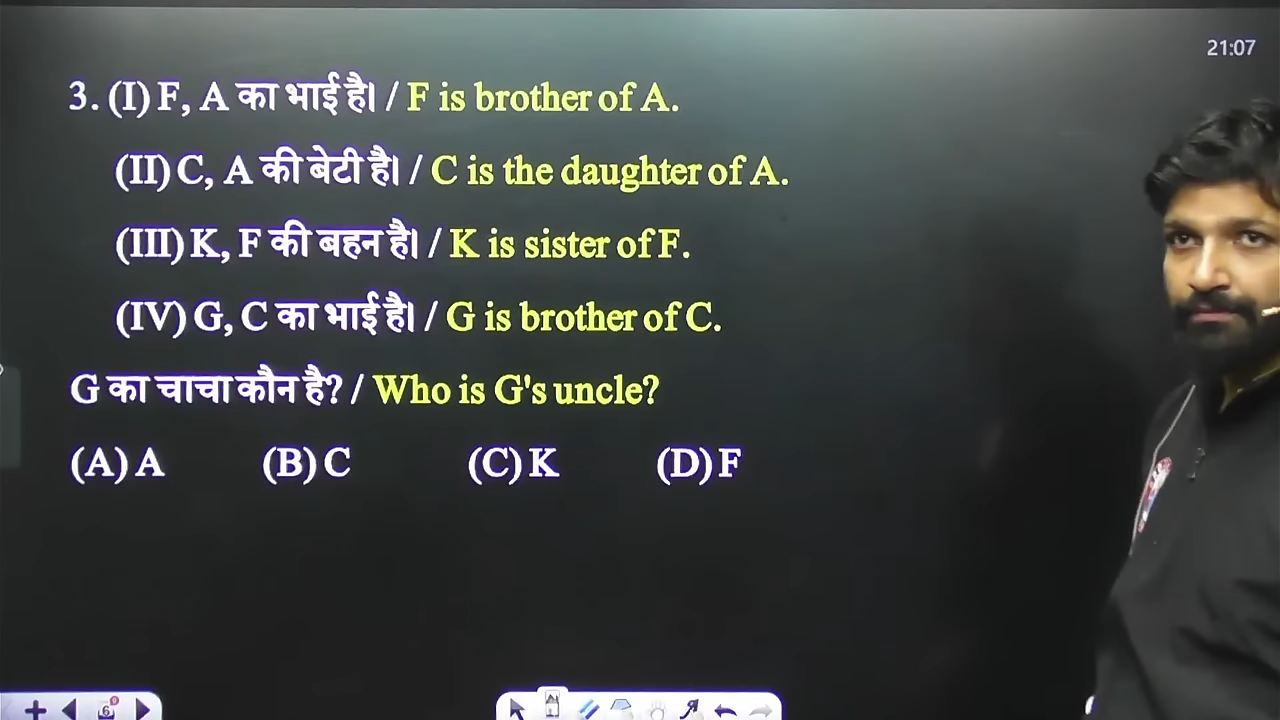 21:07
3. (I) F, A का भाई है। / F is brother of A.
(II) C, A की बेटी है। / C is the daughter of A.
(III) K, F की बहन है। / K is sister of F.
(IV) G, C का भाई है। / G is brother of C.
G का चाचा कौन है? / Who is G's uncle?
(A) A (B) C (C) K (D) F
6